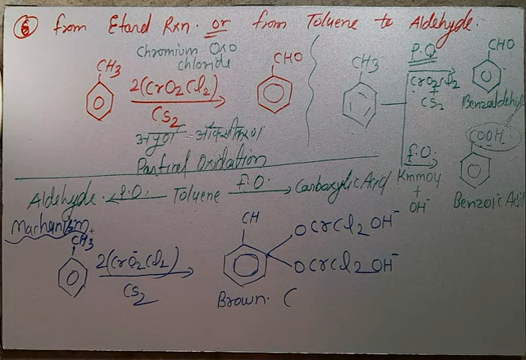 6 from Etard Rxn. or from Toluene to Aldehyde.
Chromium Oxo
chloride
CH3
2(CrO2Cl2)
CS2
CHO
CH3
P.O
CrO2Cl2
+
CS2
CHO
Benzaldehyde
Partiral Oxidation
F.O.
Kmno4
+
OH-
COOH
Benzoic Acid
Aldehyde P.O. Toluene F.O. Carboxylic Acid
Machanism.
CH3
2(CrO2Cl2)
CS2
CH
OCrCl2OH-
OCrCl2OH-
Brown. C